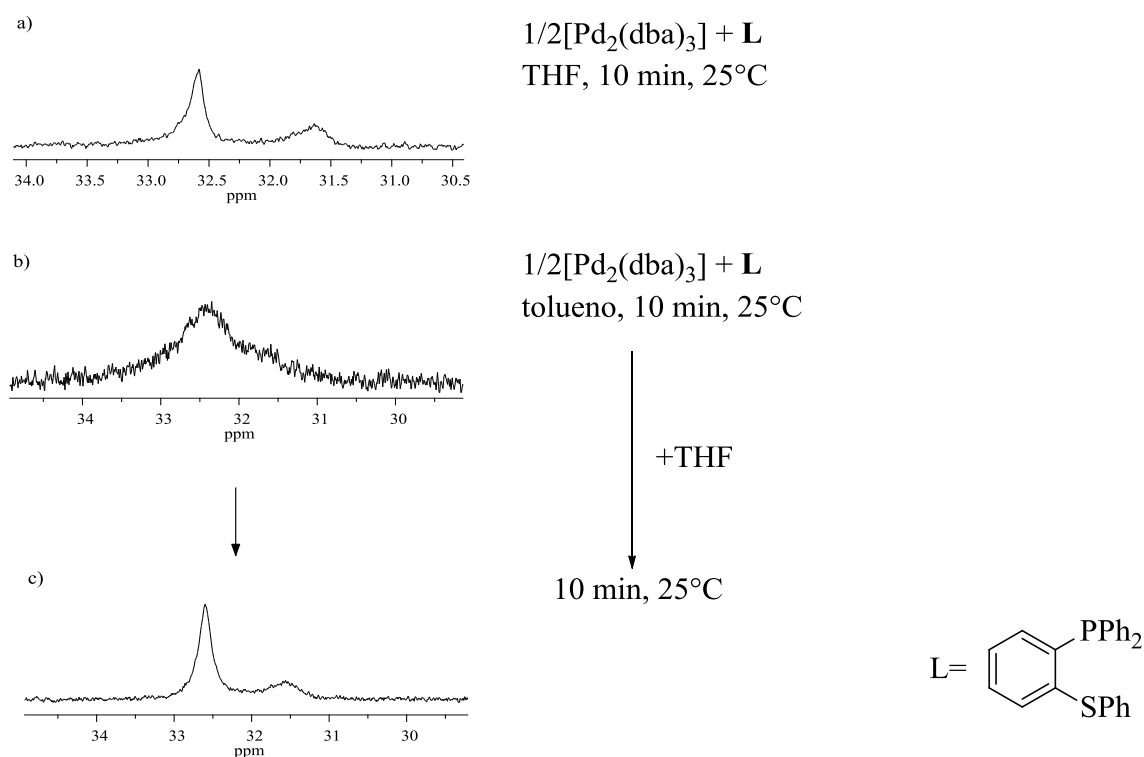 a)
1/2[Pd₂(dba)₃] + L
THF, 10 min, 25°C
34.0 33.5 33.0 32.5 32.0 31.5 31.0 30.5
ppm
b)
1/2[Pd₂(dba)₃] + L
tolueno, 10 min, 25°C
34 33 32 31 30
ppm
+THF
c)
10 min, 25°C
34 33 32 31 30
ppm
L=
PPh₂
SPh